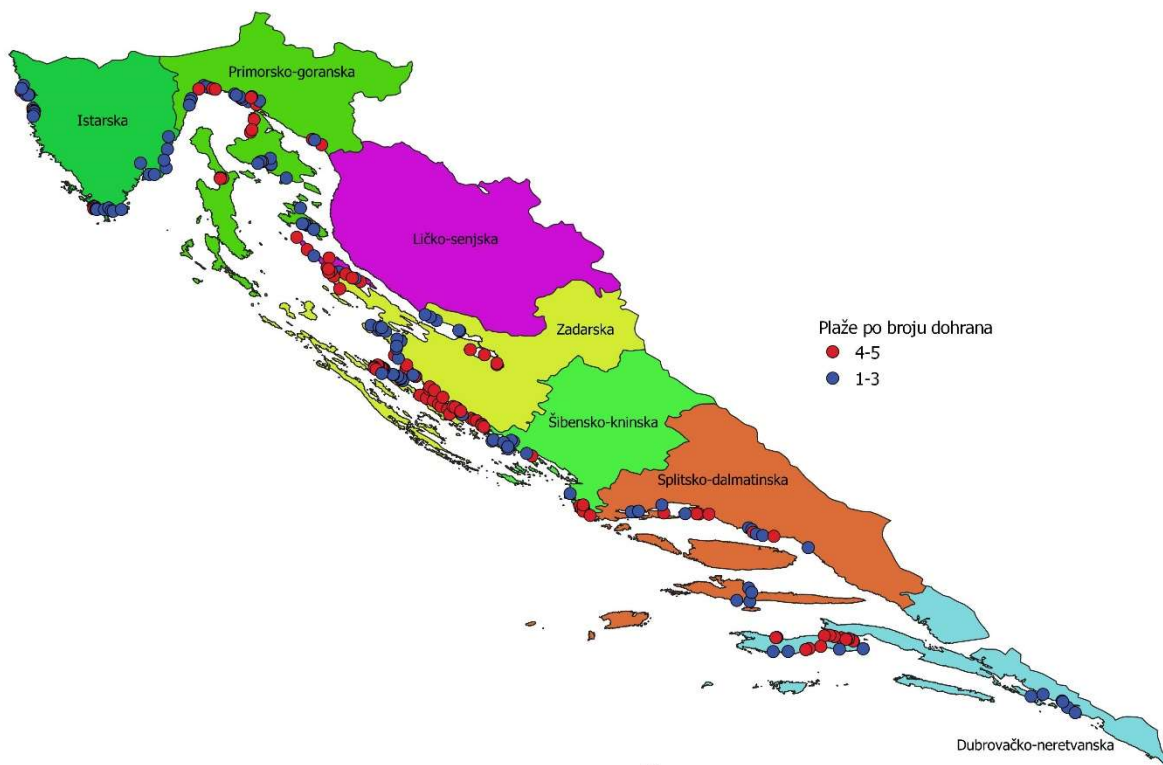 Primorsko-goranska
Istarska
Ličko-senjska
Zadarska
Plaže po broju dohrana
4-5
1-3
Šibensko-kninska
Splitsko-dalmatinska
Dubrovačko-neretvanska